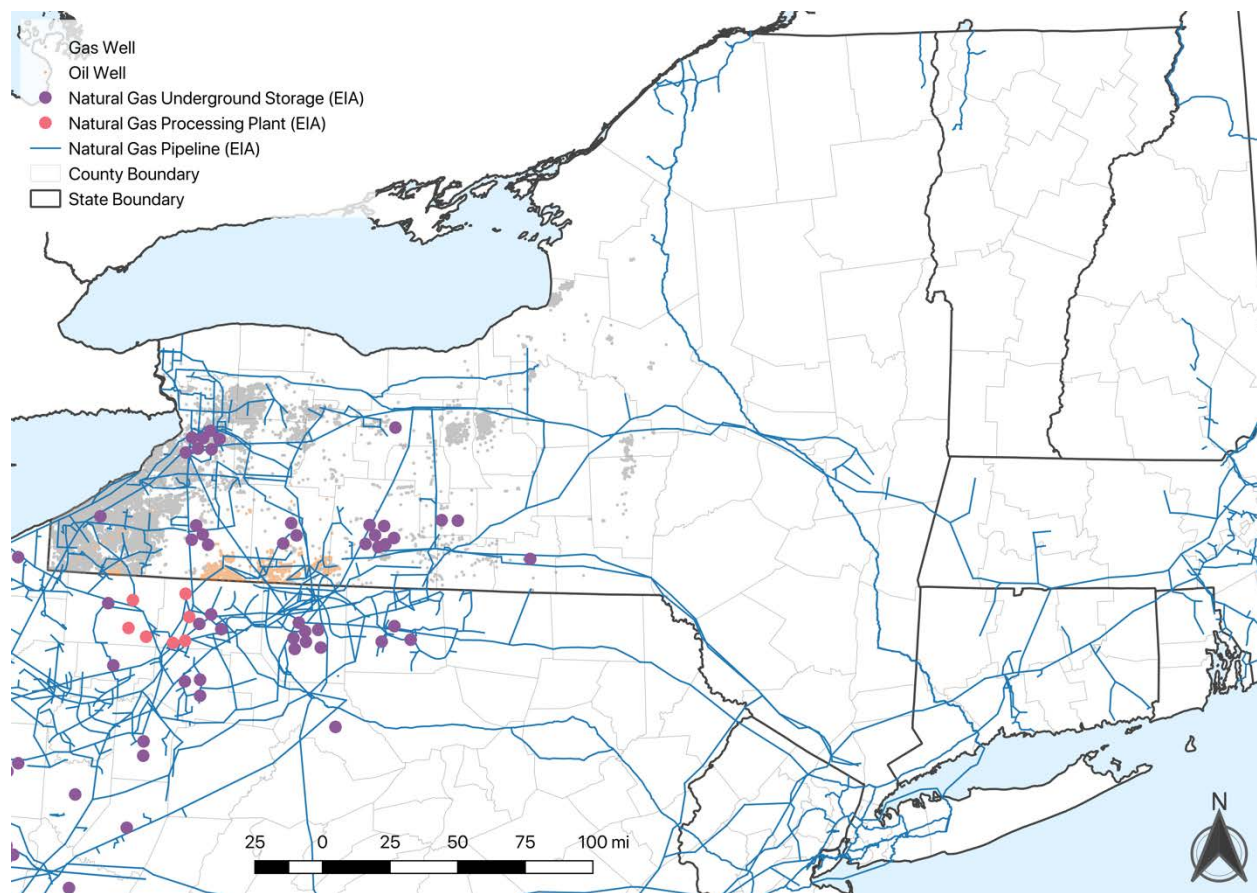 Gas Well
Oil Well
Natural Gas Underground Storage (EIA)
Natural Gas Processing Plant (EIA)
Natural Gas Pipeline (EIA)
County Boundary
State Boundary
25 0 25 50 75 100 mi
N